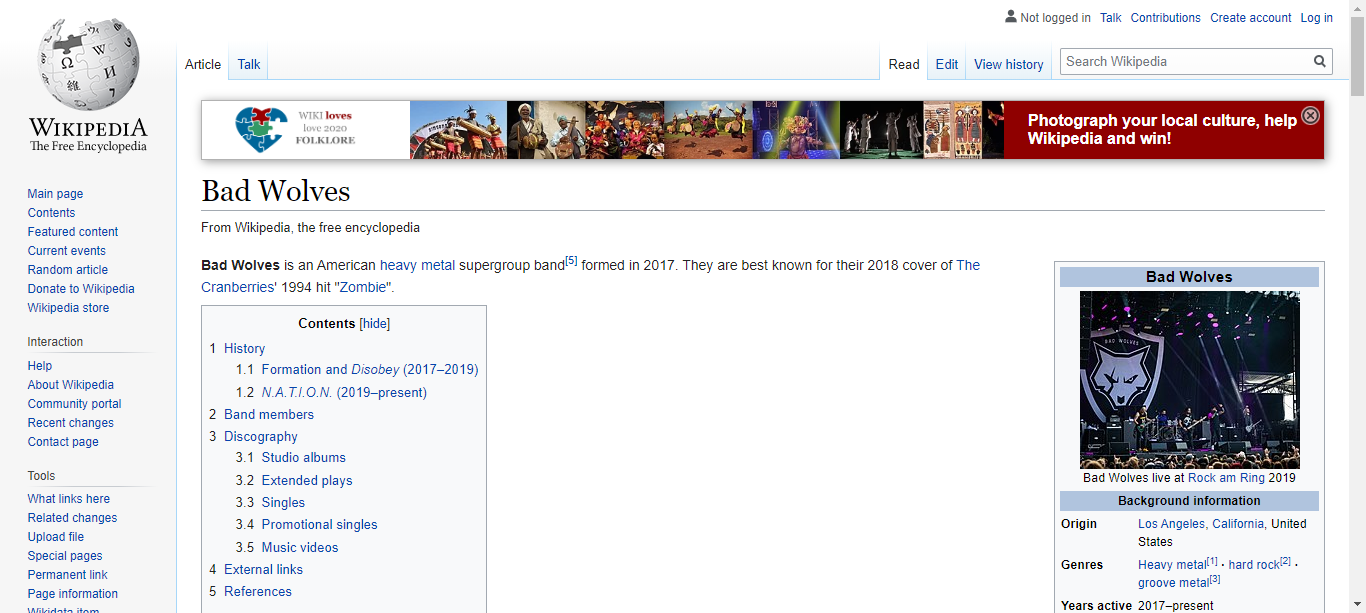 Not logged in Talk Contributions Create account Log in
Article Talk Read Edit View history Search Wikipedia
WIKIPEDIA
The Free Encyclopedia
WIKI loves
love 2020
FOLKLORE
Photograph your local culture, help
Wikipedia and win!
Main page
Contents
Featured content
Current events
Random article
Donate to Wikipedia
Wikipedia store
Interaction
Help
About Wikipedia
Community portal
Recent changes
Contact page
Tools
What links here
Related changes
Upload file
Special pages
Permanent link
Page information
Wikidata item
Bad Wolves
From Wikipedia, the free encyclopedia
Bad Wolves is an American heavy metal supergroup band[5] formed in 2017. They are best known for their 2018 cover of The
Cranberries' 1994 hit "Zombie".
Contents [hide]
1 History
1.1 Formation and Disobey (2017–2019)
1.2 N.A.T.I.O.N. (2019–present)
2 Band members
3 Discography
3.1 Studio albums
3.2 Extended plays
3.3 Singles
3.4 Promotional singles
3.5 Music videos
4 External links
5 References
Bad Wolves
BAD WOLVES
Bad Wolves live at Rock am Ring 2019
Background information
Origin Los Angeles, California, United
States
Genres Heavy metal[1] · hard rock[2] ·
groove metal[3]
Years active 2017–present